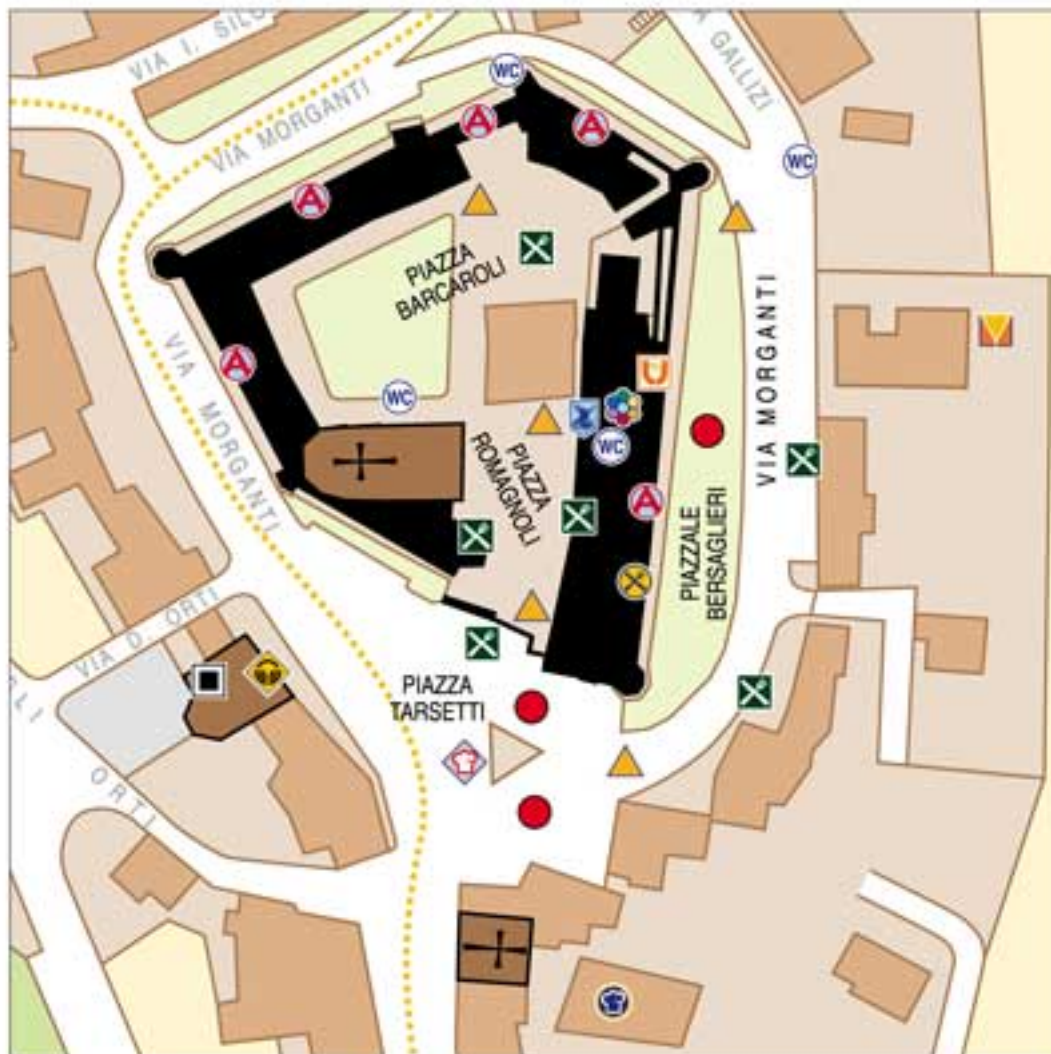 VIA I. SILO
VIA MORGANTI
VIA GALLIZI
WC
A
A
WC
A
PIAZZA
BARCAROLI
VIA MORGANTI
VIA MORGANTI
A
WC
WC
PIAZZA
ROMAGNOLI
A
PIAZZALE
BERSAGLIERI
VIA D. ORTI
PIAZZA
TARSETTI
ORTI